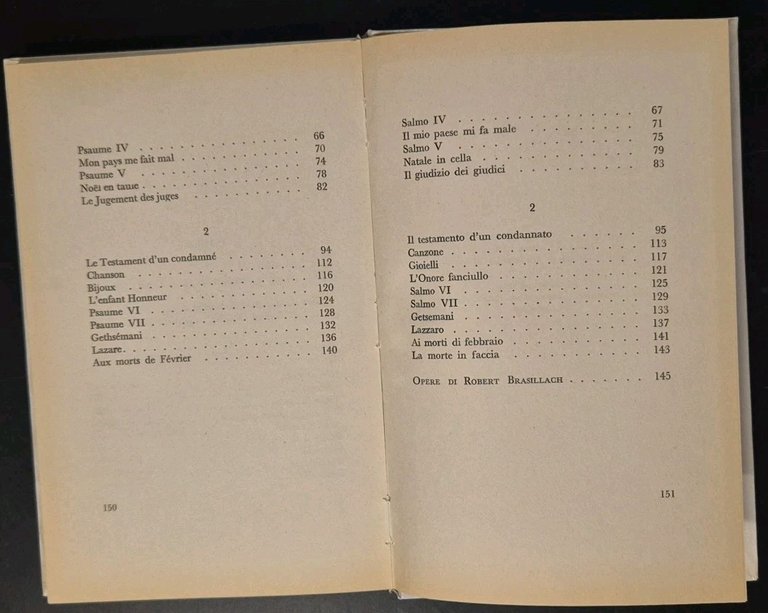 Psaume IV . . . . . . . . . . . . . . 66
Mon pays me fait mal . . . . . . . . . . 70
Psaume V . . . . . . . . . . . . . . 74
Noël en taule . . . . . . . . . . . . . 78
Le Jugement des juges . . . . . . . . . . 82
2
Le Testament d'un condamné . . . . . . . . 94
Chanson . . . . . . . . . . . . . . 112
Bijoux . . . . . . . . . . . . . . 116
L'enfant Honneur . . . . . . . . . . . 120
Psaume VI . . . . . . . . . . . . . 124
Psaume VII . . . . . . . . . . . . . 128
Gethsémani . . . . . . . . . . . . . 132
Lazare . . . . . . . . . . . . . . 136
Aux morts de Février . . . . . . . . . . 140
150
Salmo IV . . . . . . . . . . . . . . 67
Il mio paese mi fa male . . . . . . . . . 71
Salmo V . . . . . . . . . . . . . . 75
Natale in cella . . . . . . . . . . . . 79
Il giudizio dei giudici . . . . . . . . . . 83
2
Il testamento d'un condannato . . . . . . . 95
Canzone . . . . . . . . . . . . . . 113
Gioielli . . . . . . . . . . . . . . 117
L'Onore fanciullo . . . . . . . . . . . 121
Salmo VI . . . . . . . . . . . . . . 125
Salmo VII . . . . . . . . . . . . . 129
Getsemani . . . . . . . . . . . . . 133
Lazzaro . . . . . . . . . . . . . . 137
Ai morti di febbraio . . . . . . . . . . 141
La morte in faccia . . . . . . . . . . . 143
OPERE DI ROBERT BRASILLACH . . . . . . . 145
151